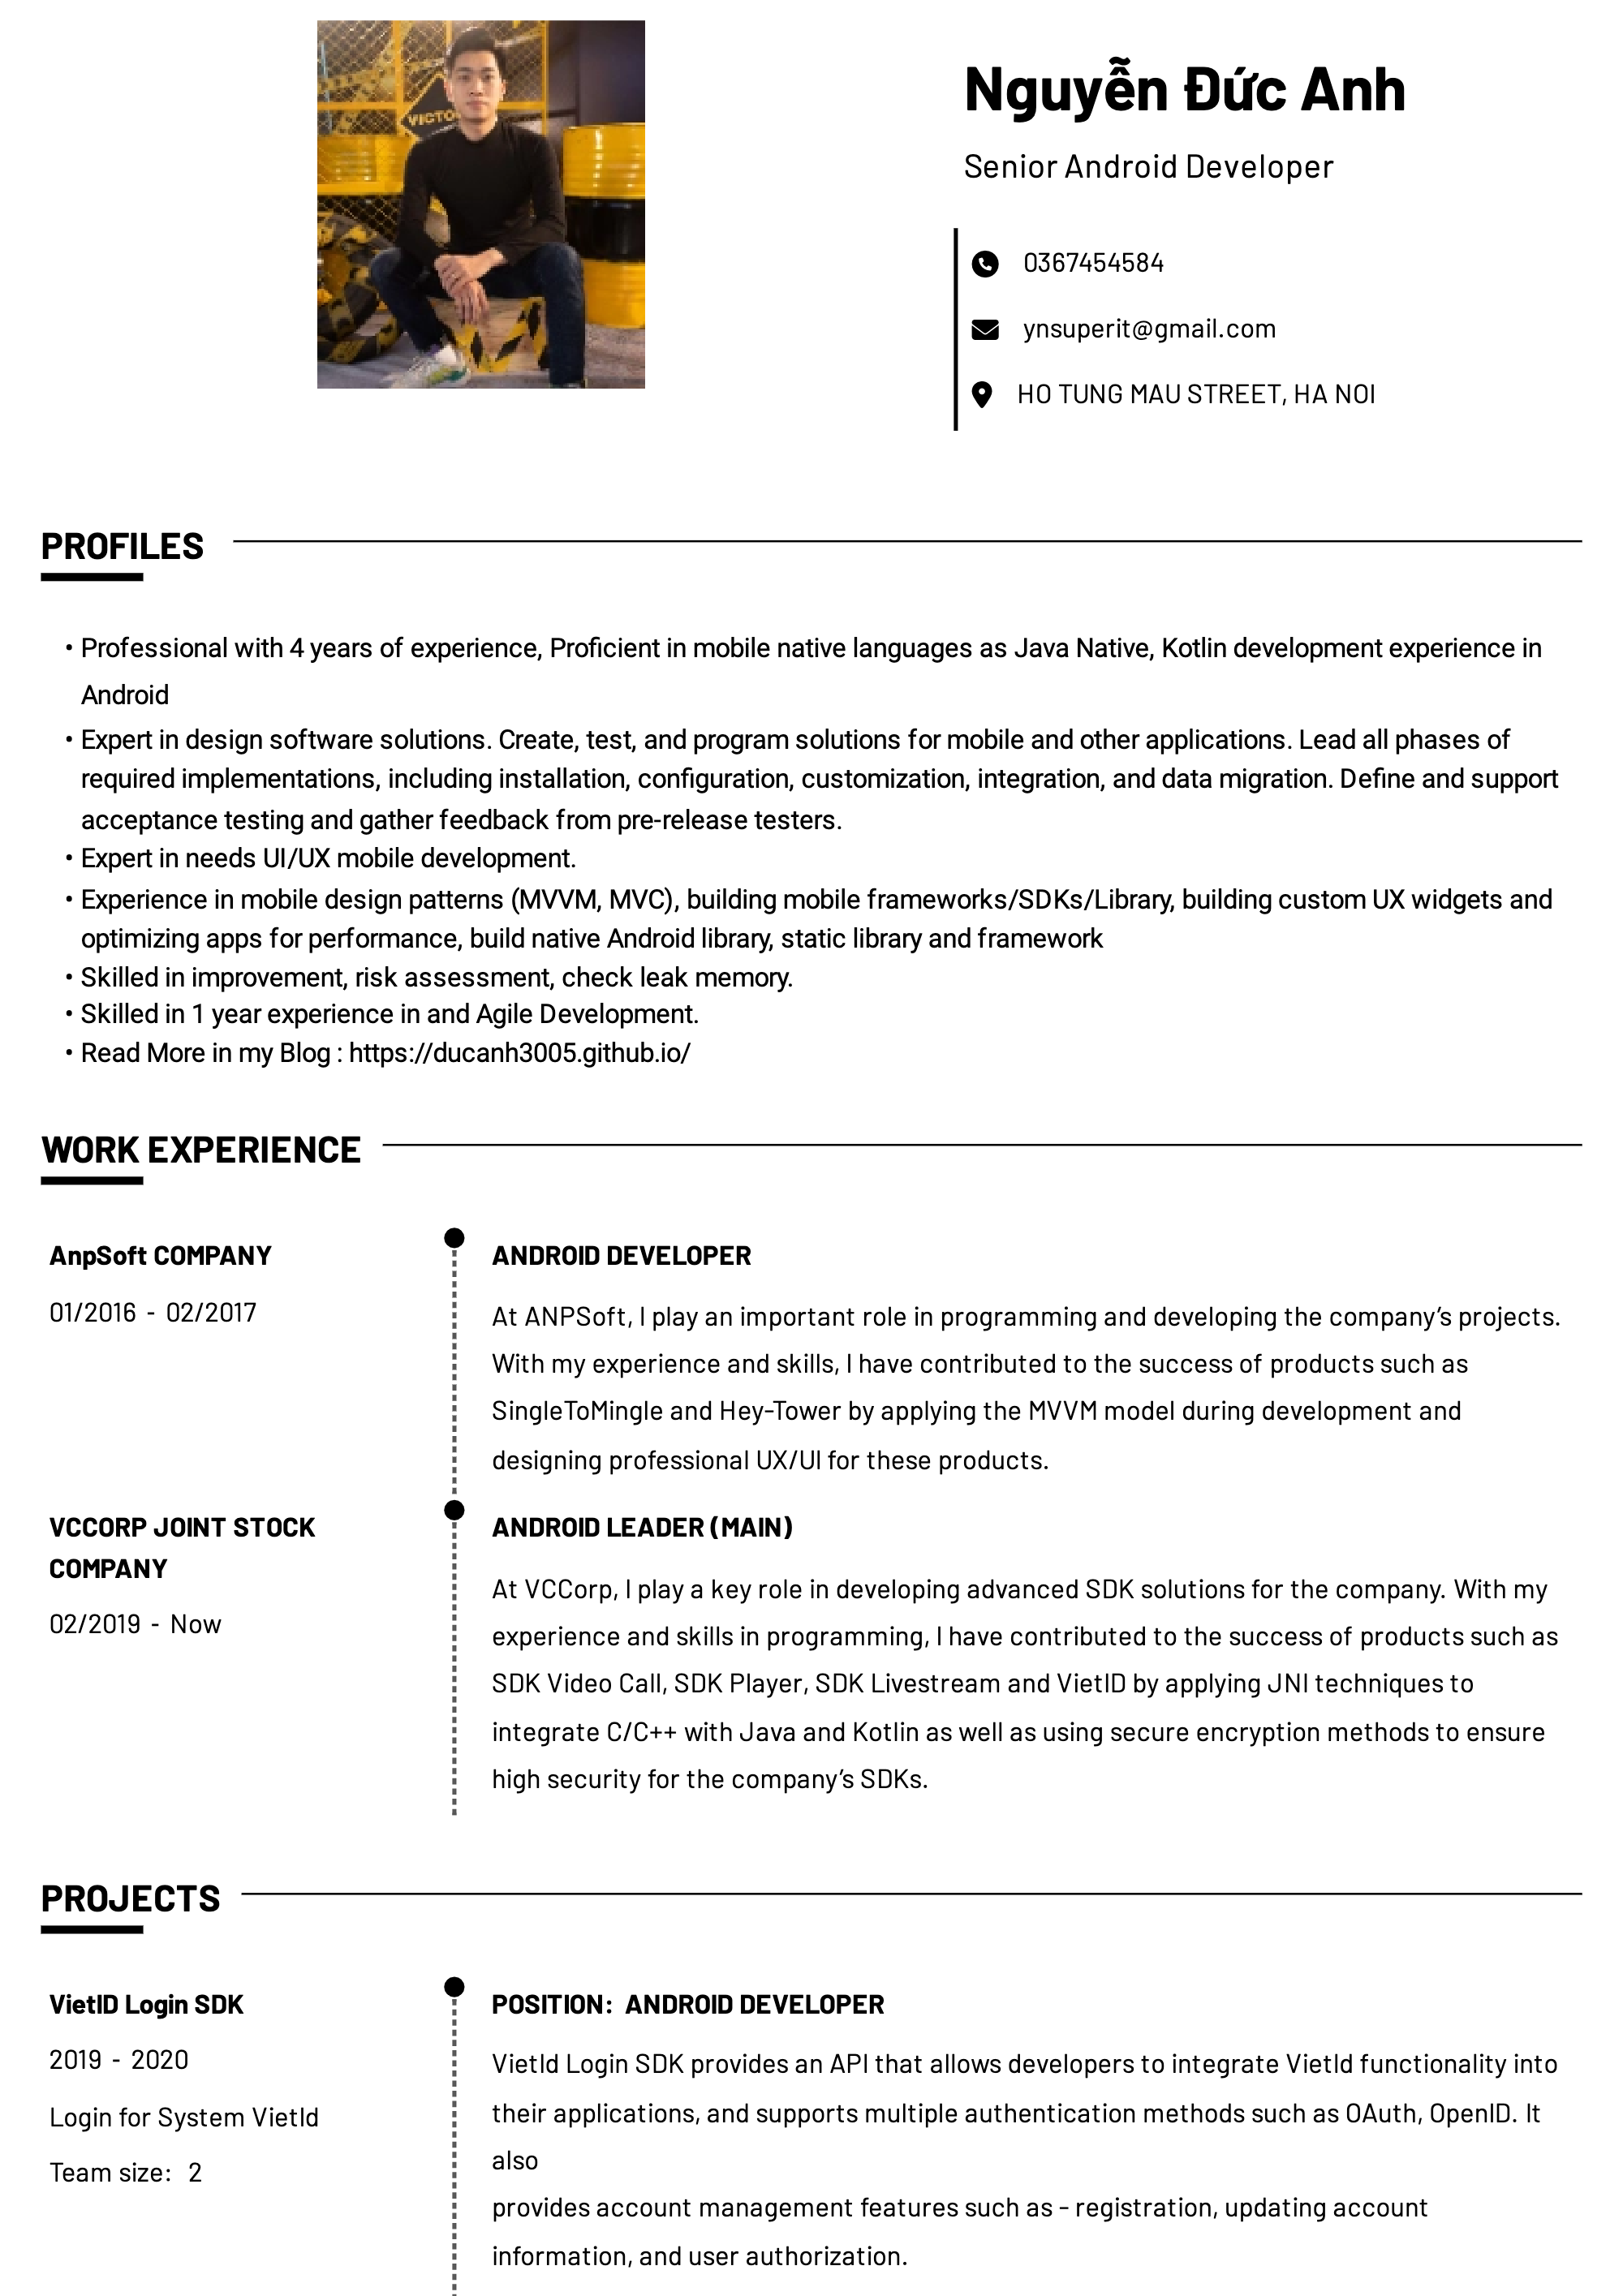 VICTO
Nguyễn Đức Anh
Senior Android Developer
0367454584
ynsuperit@gmail.com
HO TUNG MAU STREET, HA NOI
PROFILES
• Professional with 4 years of experience, Proficient in mobile native languages as Java Native, Kotlin development experience in
Android
• Expert in design software solutions. Create, test, and program solutions for mobile and other applications. Lead all phases of
required implementations, including installation, configuration, customization, integration, and data migration. Define and support
acceptance testing and gather feedback from pre-release testers.
• Expert in needs UI/UX mobile development.
• Experience in mobile design patterns (MVVM, MVC), building mobile frameworks/SDKs/Library, building custom UX widgets and
optimizing apps for performance, build native Android library, static library and framework
• Skilled in improvement, risk assessment, check leak memory.
• Skilled in 1 year experience in and Agile Development.
• Read More in my Blog : https://ducanh3005.github.io/
WORK EXPERIENCE
AnpSoft COMPANY
01/2016 - 02/2017
ANDROID DEVELOPER
At ANPSoft, I play an important role in programming and developing the company’s projects.
With my experience and skills, I have contributed to the success of products such as
SingleToMingle and Hey-Tower by applying the MVVM model during development and
designing professional UX/UI for these products.
VCCORP JOINT STOCK
COMPANY
02/2019 - Now
ANDROID LEADER (MAIN)
At VCCorp, I play a key role in developing advanced SDK solutions for the company. With my
experience and skills in programming, I have contributed to the success of products such as
SDK Video Call, SDK Player, SDK Livestream and VietID by applying JNI techniques to
integrate C/C++ with Java and Kotlin as well as using secure encryption methods to ensure
high security for the company’s SDKs.
PROJECTS
VietID Login SDK
2019 - 2020
Login for System VietId
Team size: 2
POSITION: ANDROID DEVELOPER
VietId Login SDK provides an API that allows developers to integrate VietId functionality into
their applications, and supports multiple authentication methods such as OAuth, OpenID. It
also
provides account management features such as - registration, updating account
information, and user authorization.